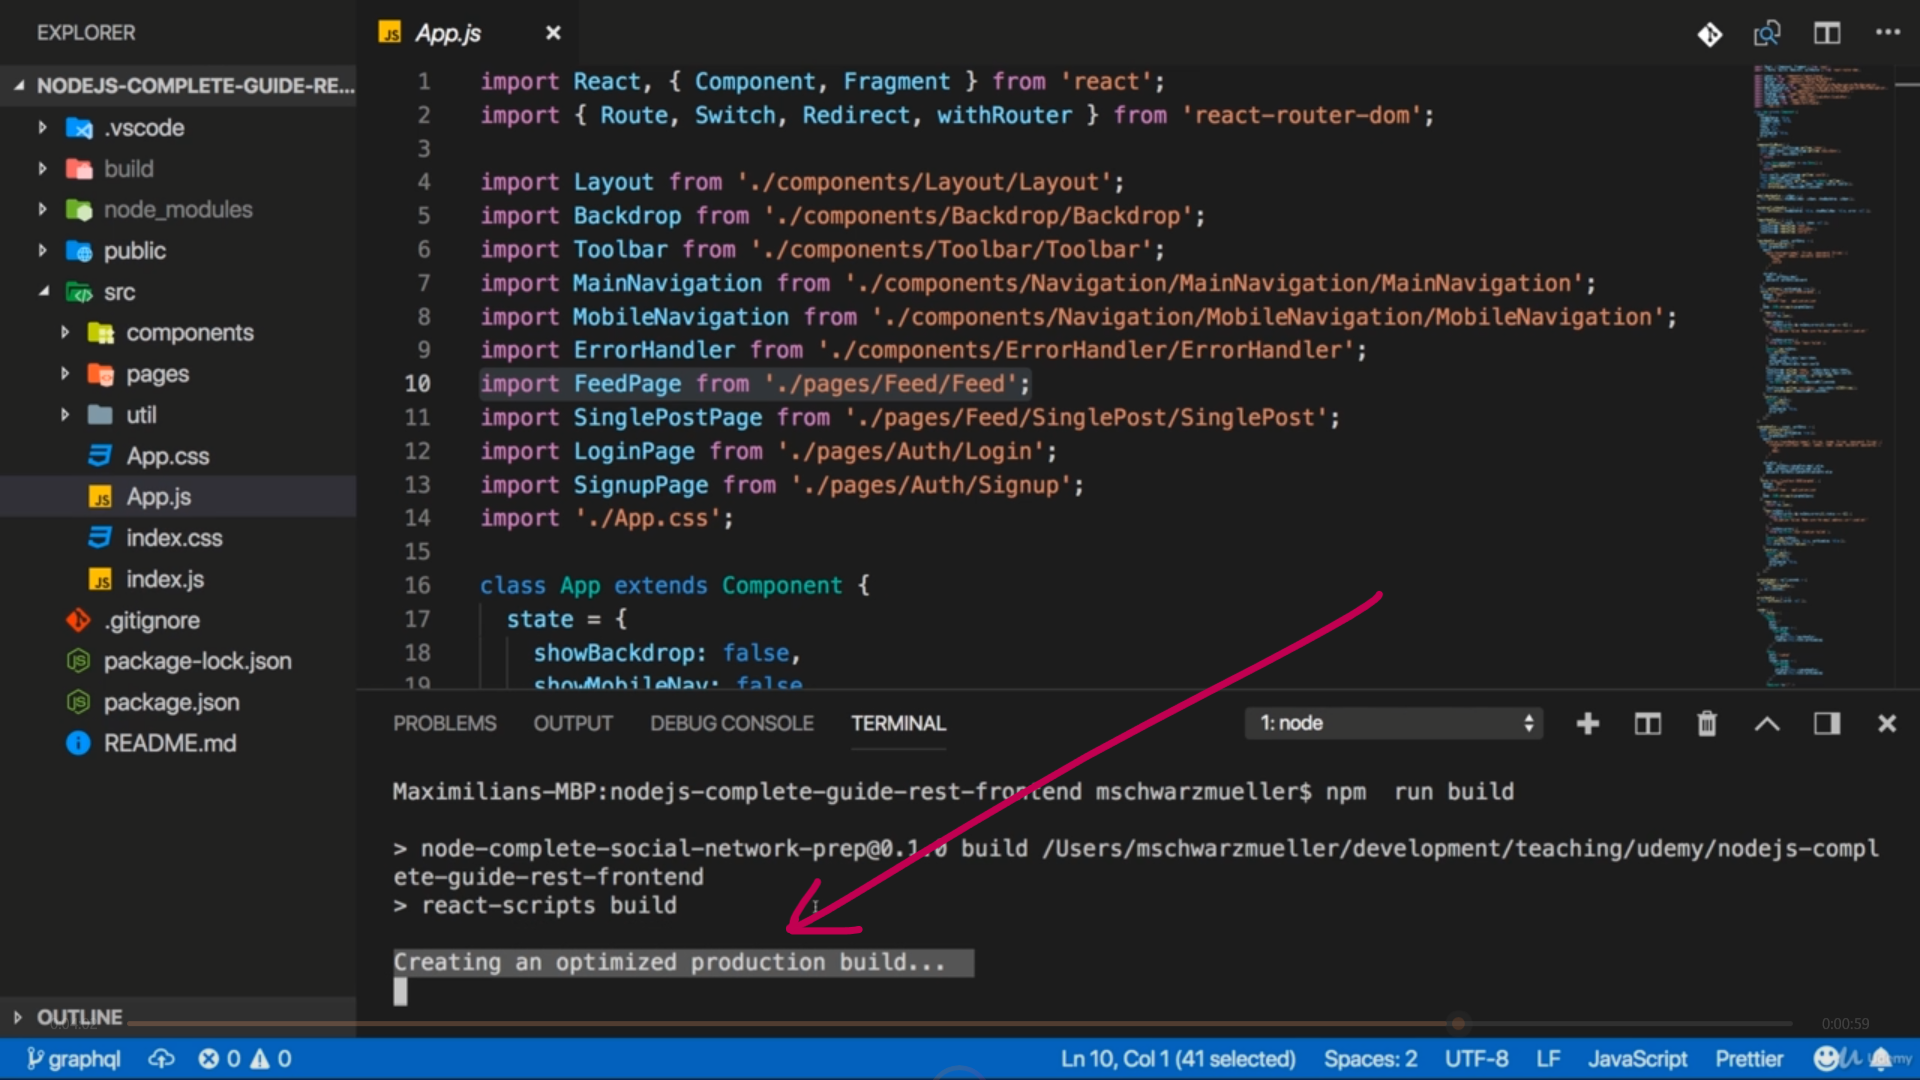 EXPLORER
NODEJS-COMPLETE-GUIDE-RE...
.vscode
build
node_modules
public
src
components
pages
util
App.css
App.js
index.css
index.js
.gitignore
package-lock.json
package.json
README.md
OUTLINE
App.js
1 import React, { Component, Fragment } from 'react';
2 import { Route, Switch, Redirect, withRouter } from 'react-router-dom';
3
4 import Layout from './components/Layout/Layout';
5 import Backdrop from './components/Backdrop/Backdrop';
6 import Toolbar from './components/Toolbar/Toolbar';
7 import MainNavigation from './components/Navigation/MainNavigation/MainNavigation';
8 import MobileNavigation from './components/Navigation/MobileNavigation/MobileNavigation';
9 import ErrorHandler from './components/ErrorHandler/ErrorHandler';
10 import FeedPage from './pages/Feed/Feed';
11 import SinglePostPage from './pages/Feed/SinglePost/SinglePost';
12 import LoginPage from './pages/Auth/Login';
13 import SignupPage from './pages/Auth/Signup';
14 import './App.css';
15
16 class App extends Component {
17 state = {
18 showBackdrop: false,
19 showMobileNav: false
PROBLEMS OUTPUT DEBUG CONSOLE TERMINAL 1: node
Maximilians-MBP:nodejs-complete-guide-rest-frontend mschwarzmueller$ npm  run build
> node-complete-social-network-prep@0.1.0 build /Users/mschwarzmueller/development/teaching/udemy/nodejs-compl
ete-guide-rest-frontend
> react-scripts build
Creating an optimized production build...
0:04:02 0:00:59
graphql 0 0 Ln 10, Col 1 (41 selected) Spaces: 2 UTF-8 LF JavaScript Prettier Udemy